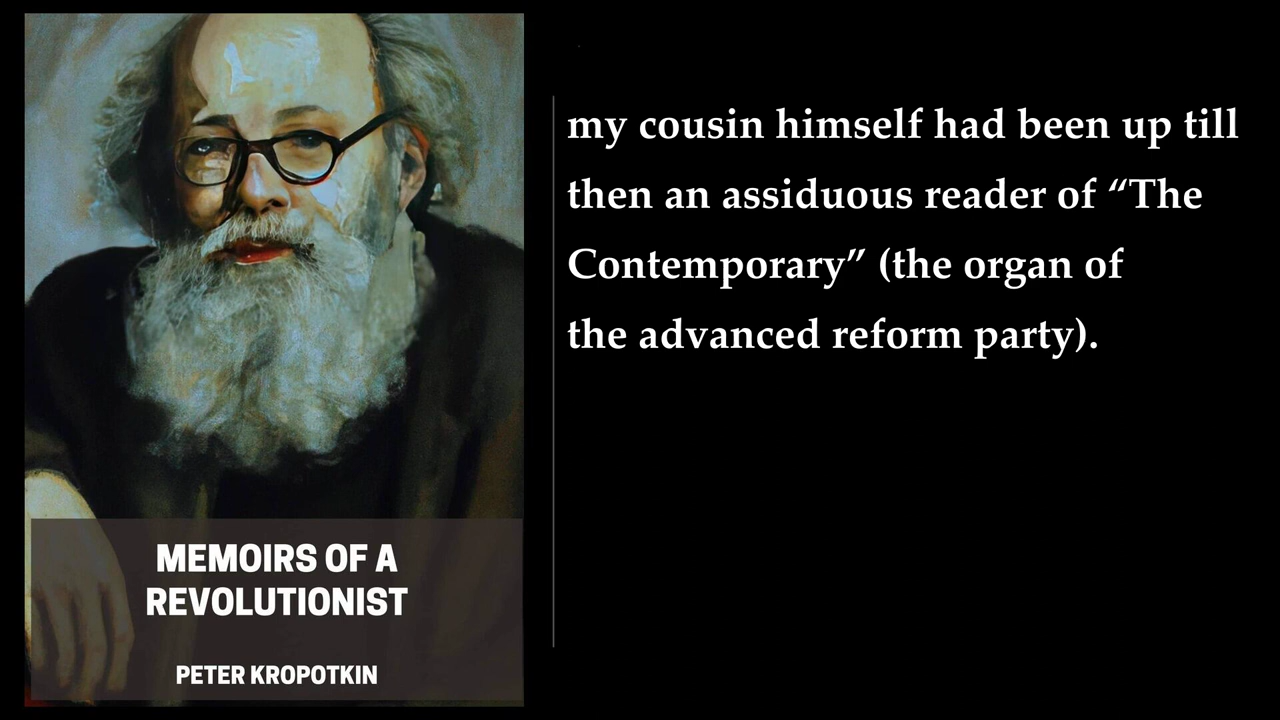 MEMOIRS OF A
REVOLUTIONIST
PETER KROPOTKIN
my cousin himself had been up till
then an assiduous reader of “The
Contemporary” (the organ of
the advanced reform party).